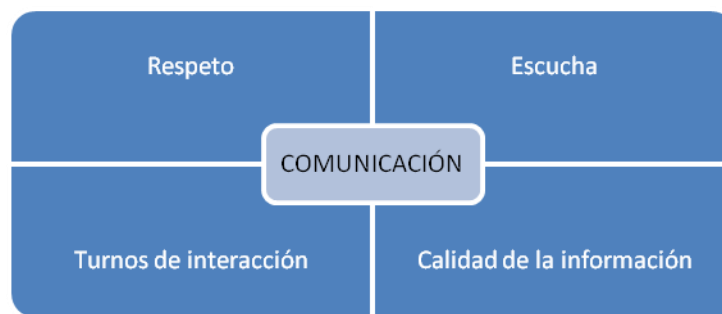 Respeto
Escucha
COMUNICACIÓN
Turnos de interacción
Calidad de la información